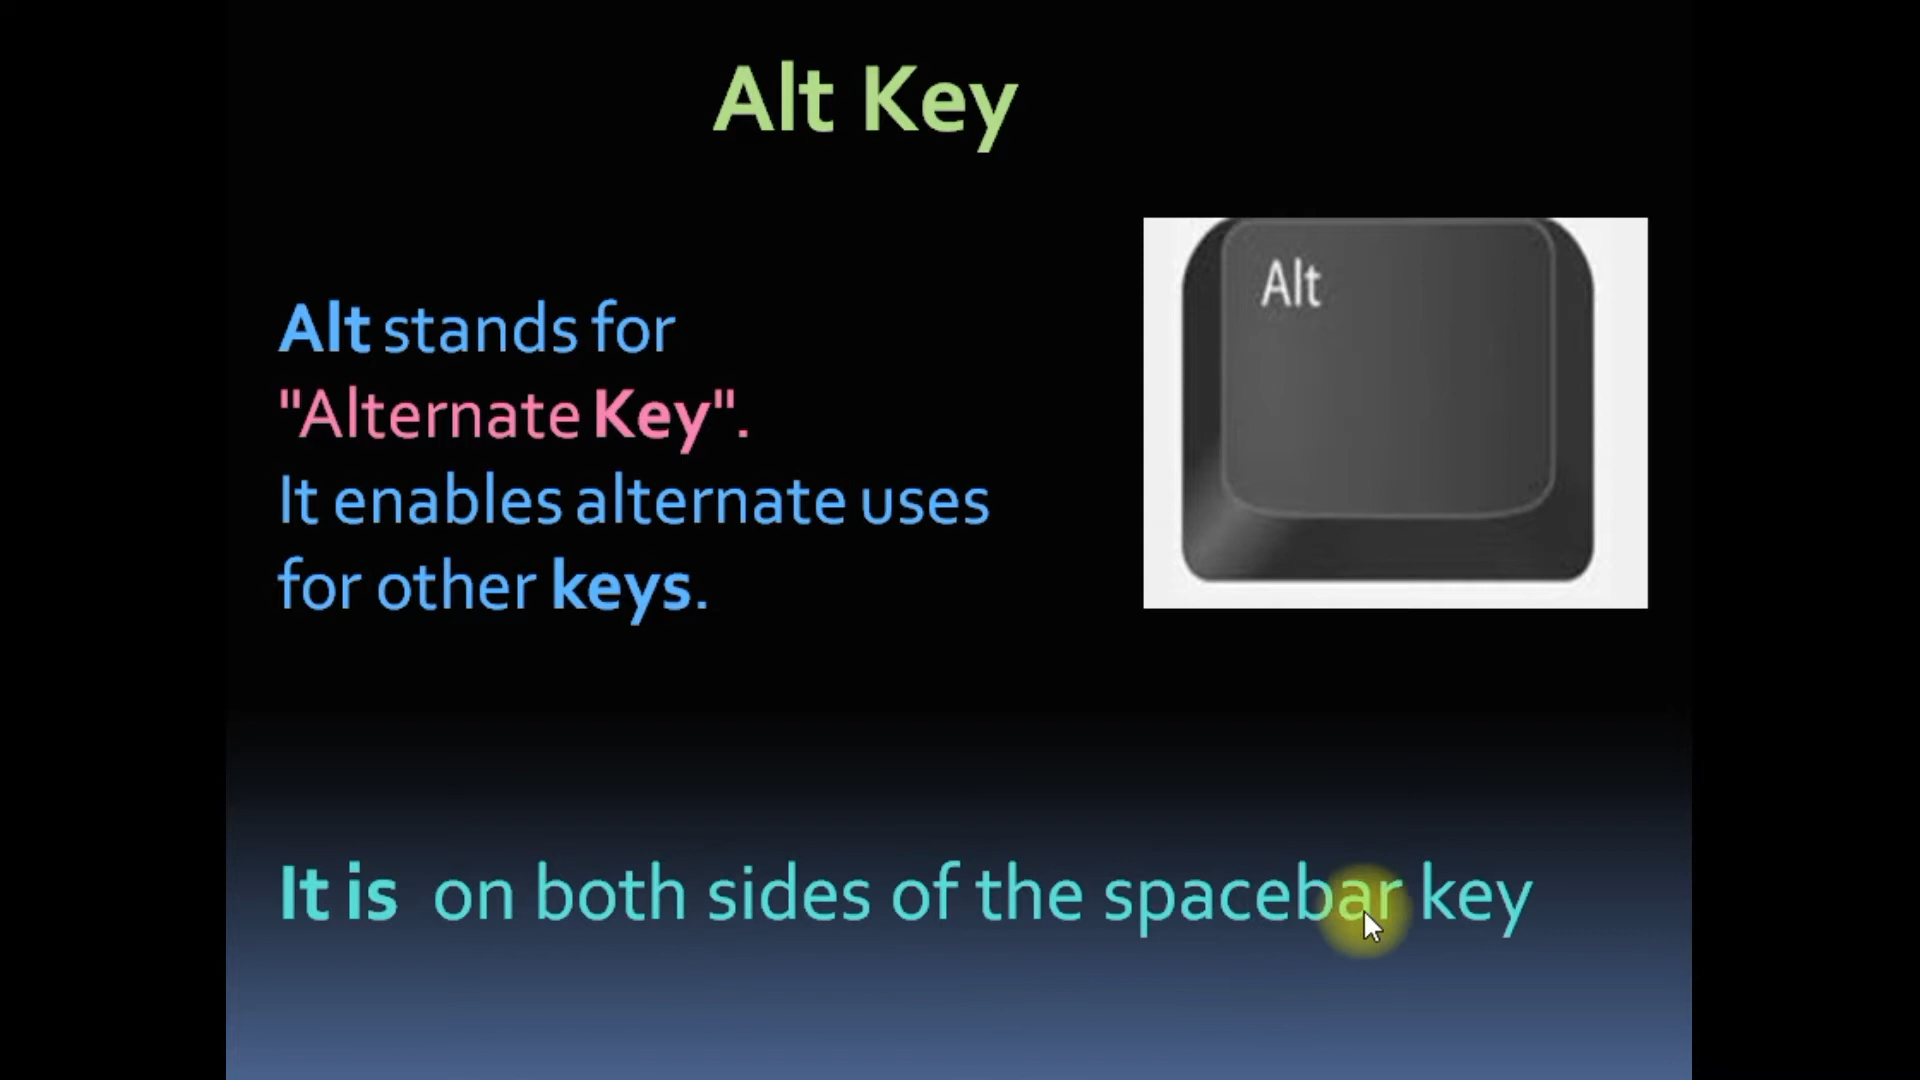 Alt Key
Alt
Alt stands for
"Alternate Key".
It enables alternate uses
for other keys.
It is on both sides of the spacebar key